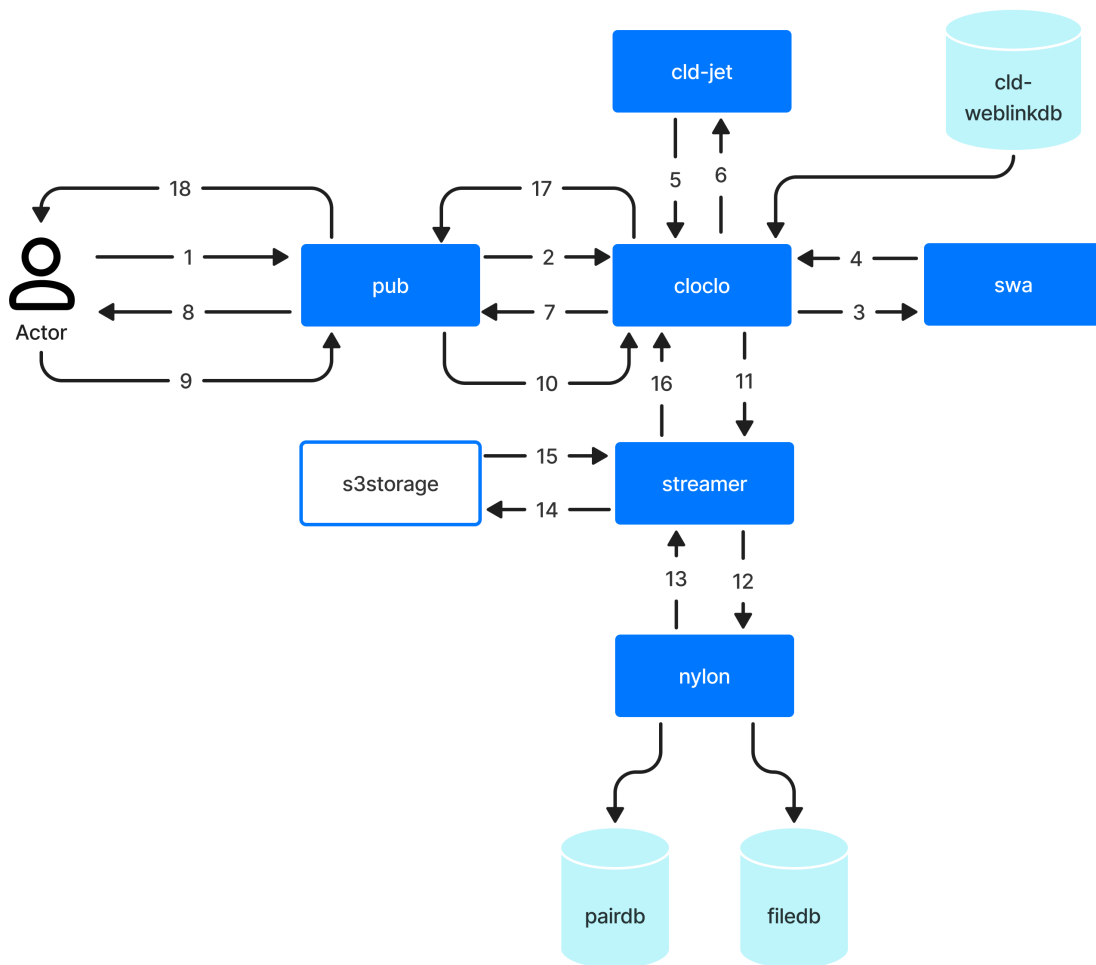 cld-jet
cld-
weblinkdb
18
17
5
6
1
2
4
pub
cloclo
swa
8
7
3
Actor
9
10
16
11
15
s3storage
streamer
14
13
12
nylon
pairdb
filedb